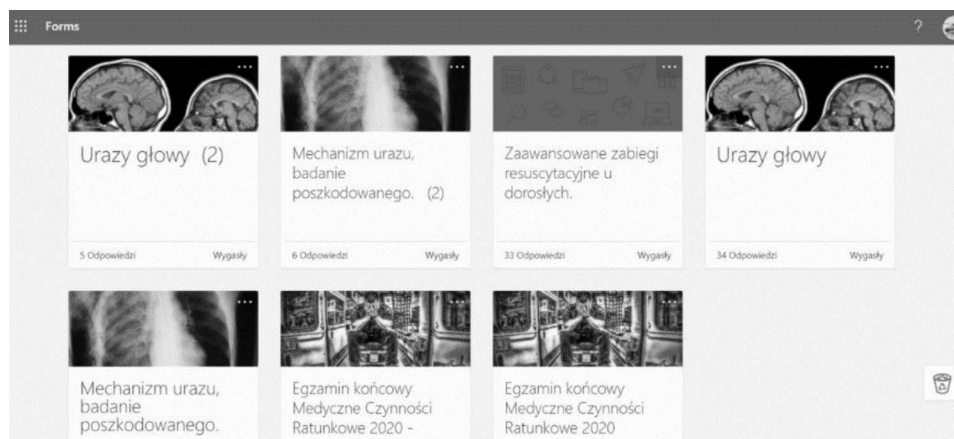 Forms
?
Urazy głowy (2)
Mechanizm urazu,
badanie
poszkodowanego. (2)
Zaawansowane zabiegi
resuscytacyjne u
dorosłych.
Urazy głowy
5 Odpowiedzi
Wygasły
6 Odpowiedzi
Wygasły
33 Odpowiedzi
Wygasły
34 Odpowiedzi
Wygasły
Mechanizm urazu,
badanie
poszkodowanego.
Egzamin końcowy
Medyczne Czynności
Ratunkowe 2020 -
Egzamin końcowy
Medyczne Czynności
Ratunkowe 2020